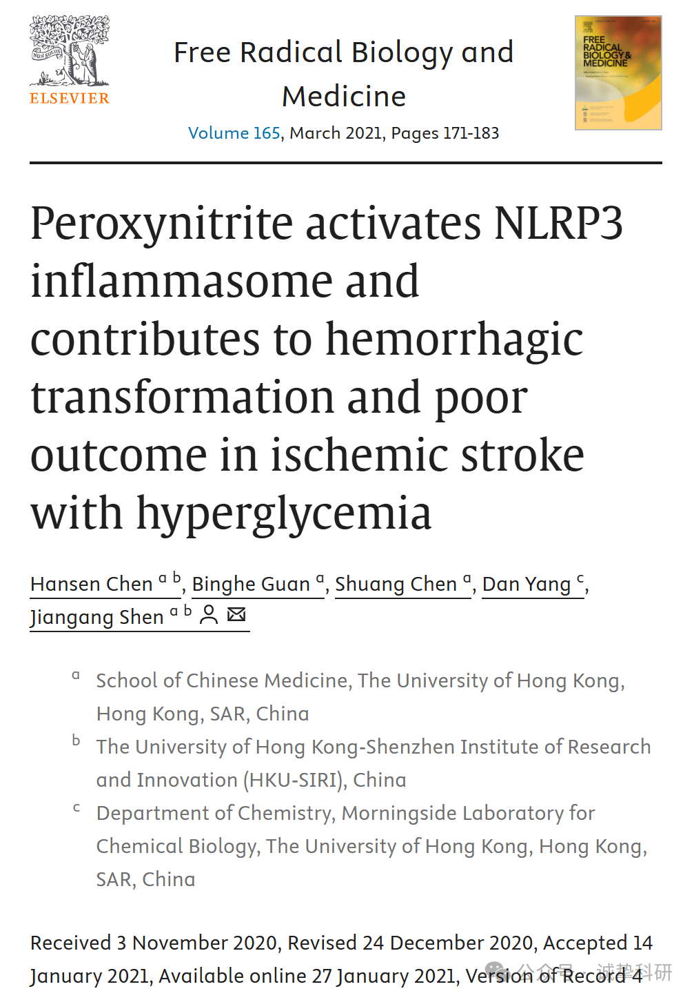 NON SOLUS
ELSEVIER
Free Radical Biology and
Medicine
Volume 165, March 2021, Pages 171-183
FREE
RADICAL
BIOLOGY&
MEDICINE
Peroxynitrite activates NLRP3
inflammasome and
contributes to hemorrhagic
transformation and poor
outcome in ischemic stroke
with hyperglycemia
Hansen Chen a b, Binghe Guan a, Shuang Chen a, Dan Yang c,
Jiangang Shen a b
a School of Chinese Medicine, The University of Hong Kong,
Hong Kong, SAR, China
b The University of Hong Kong-Shenzhen Institute of Research
and Innovation (HKU-SIRI), China
c Department of Chemistry, Morningside Laboratory for
Chemical Biology, The University of Hong Kong, Hong Kong,
SAR, China
Received 3 November 2020, Revised 24 December 2020, Accepted 14
January 2021, Available online 27 January 2021, Version of Record 4
公众号 · 诚挚科研